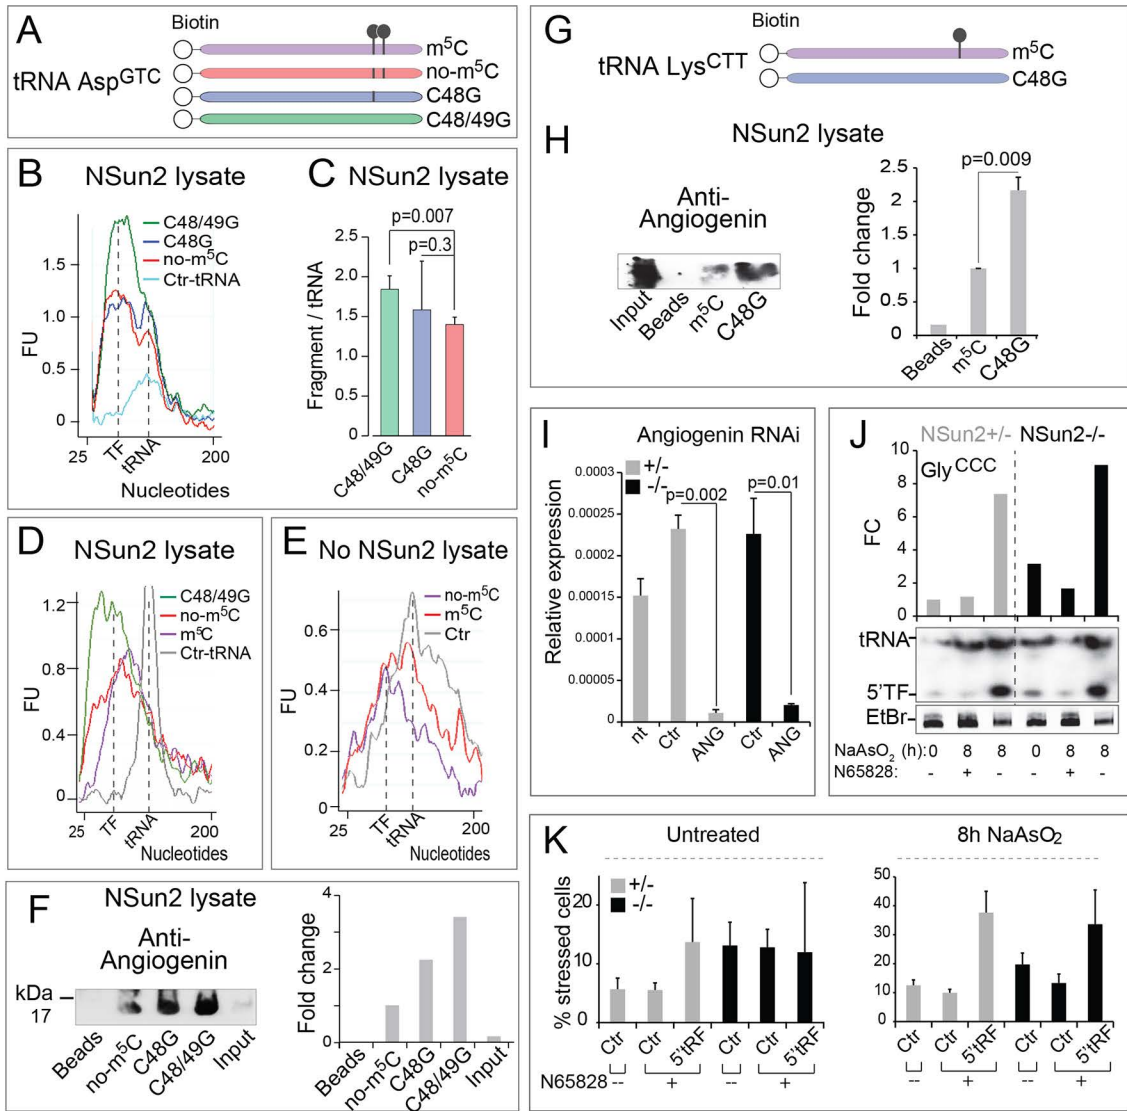 A
Biotin
tRNA Asp^GTC
m⁵C
no-m⁵C
C48G
C48/49G
B
NSun2 lysate
C48/49G
C48G
no-m⁵C
Ctr-tRNA
FU
1.0
0.5
0
25
TF
tRNA
200
Nucleotides
C
NSun2 lysate
p=0.007
p=0.3
Fragment / tRNA
2.5
2.0
1.5
1.0
0.5
0
C48/49G
C48G
no-m⁵C
D
NSun2 lysate
C48/49G
no-m⁵C
m⁵C
Ctr-tRNA
FU
1.2
0.8
0.4
0
25
TF
tRNA
200
Nucleotides
E
No NSun2 lysate
no-m⁵C
m⁵C
Ctr
FU
0.6
0.4
0.2
0
25
TF
tRNA
200
Nucleotides
F
NSun2 lysate
Anti-
Angiogenin
kDa
17
Beads
no-m⁵C
C48G
C48/49G
Input
Fold change
4
2
0
Beads
no-m⁵C
C48G
C48/49G
Input
G
Biotin
tRNA Lys^CTT
m⁵C
C48G
H
NSun2 lysate
Anti-
Angiogenin
Input
Beads
m⁵C
C48G
p=0.009
Fold change
2.5
2
1.5
1
0.5
0
Beads
m⁵C
C48G
I
Angiogenin RNAi
+/-
-/-
p=0.002
p=0.01
Relative expression
0.0003
0.00025
0.0002
0.00015
0.0001
0.00005
0
nt
Ctr
ANG
Ctr
ANG
J
NSun2+/- NSun2-/-
Gly^CCC
FC
10
8
6
4
2
0
tRNA
5'TF
EtBr
NaAsO₂ (h): 0 8 8 0 8 8
N65828: - + - - + -
K
Untreated
8h NaAsO₂
+/-
-/-
% stressed cells
20
10
0
50
40
30
20
10
0
Ctr Ctr 5'tRF Ctr Ctr 5'tRF
Ctr Ctr 5'tRF Ctr Ctr 5'tRF
N65828 -- + -- + -- + -- +